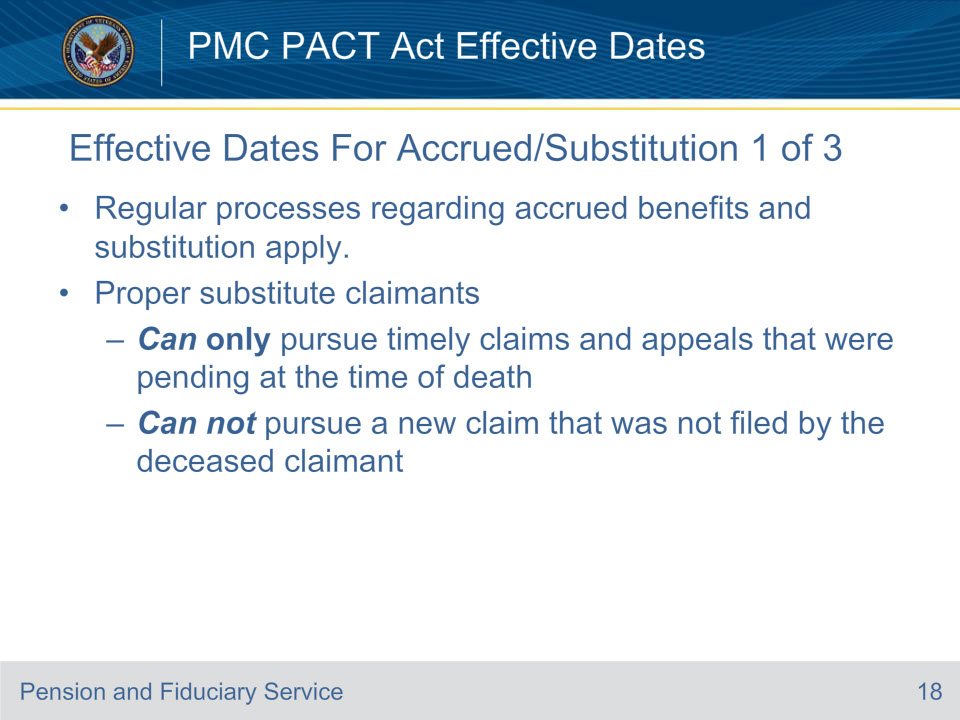 PMC PACT Act Effective Dates
Effective Dates For Accrued/Substitution 1 of 3
• Regular processes regarding accrued benefits and
substitution apply.
• Proper substitute claimants
– Can only pursue timely claims and appeals that were
pending at the time of death
– Can not pursue a new claim that was not filed by the
deceased claimant
Pension and Fiduciary Service
18